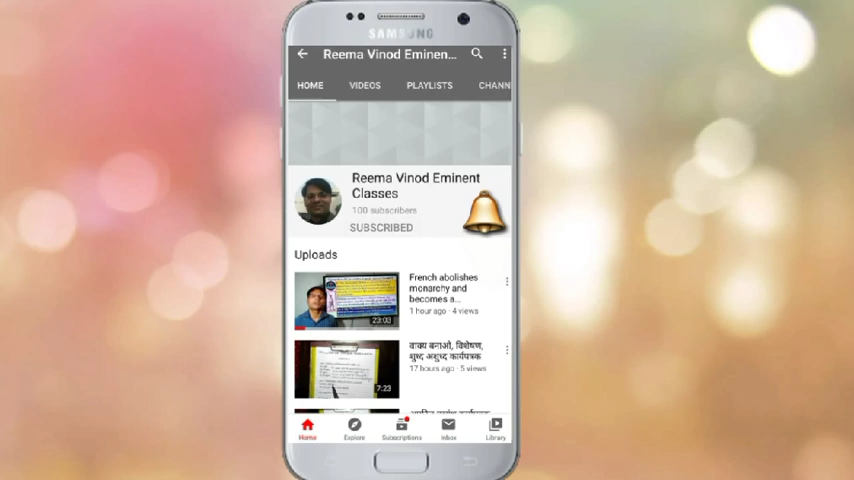 SAMSUNG
Reema Vinod Eminen...
HOME VIDEOS PLAYLISTS CHANN
Reema Vinod Eminent
Classes
100 subscribers
SUBSCRIBED
Uploads
French abolishes
monarchy and
becomes a...
1 hour ago · 4 views
23:03
वाक्य बनाओ, विशेषण,
शुध्द अशुध्द कार्यपत्रक
17 hours ago · 5 views
7:23
Home Explore Subscriptions Inbox Library